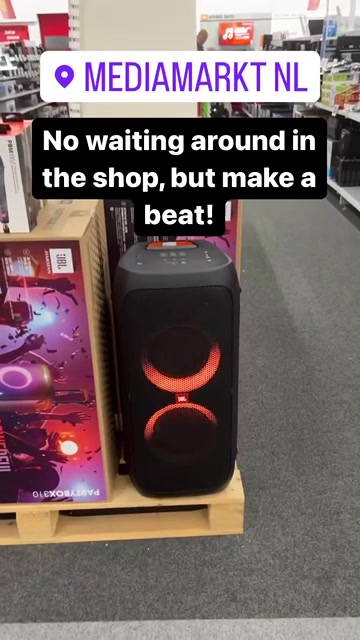 MEDIAMARKT NL
No waiting around in
the shop, but make a
beat!
JBL
JBL
PARTYBOX310